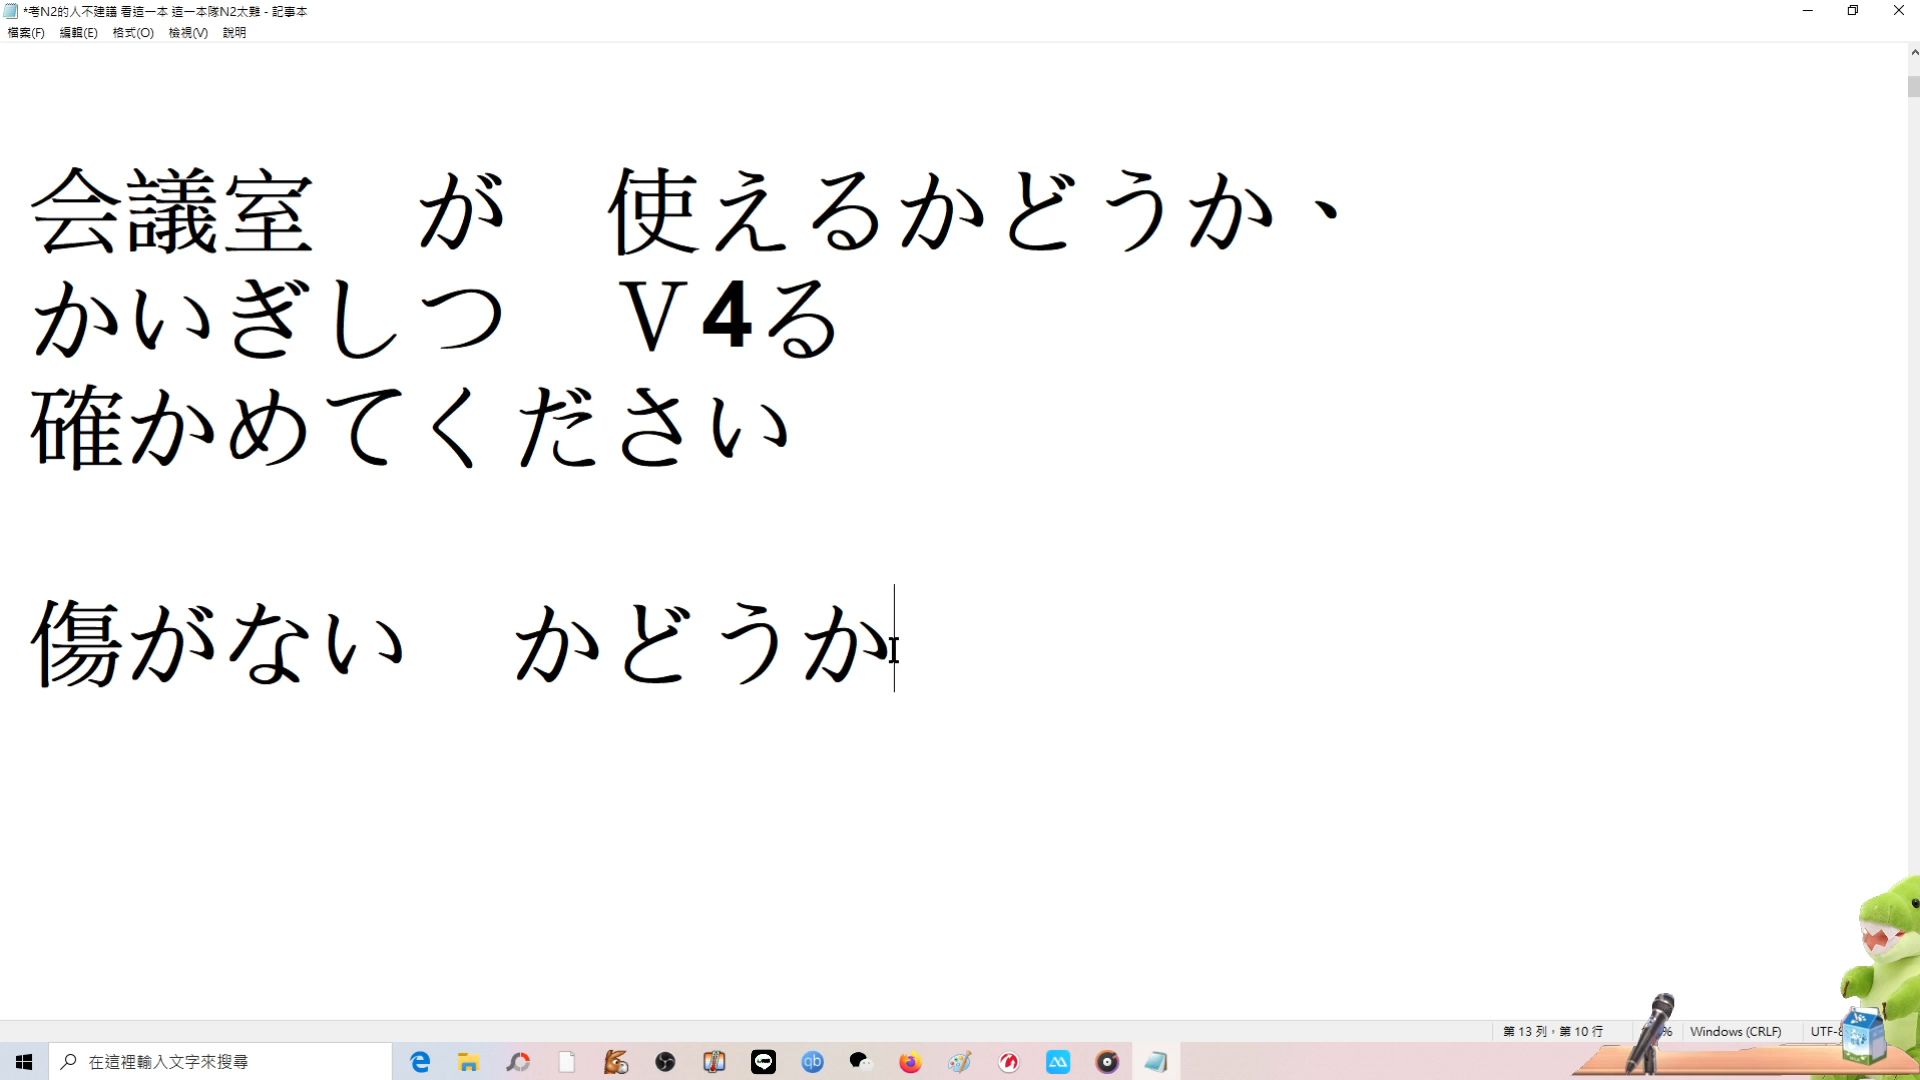 *考N2的人不建議 看這一本 這一本隊N2太難 - 記事本
檔案(F) 編輯(E) 格式(O) 檢視(V) 說明
会議室　が　使えるかどうか、
かいぎしつ　Ｖ4る
確かめてください
傷がない　かどうか
第 13 列，第 10 行 % Windows (CRLF) UTF-8
在這裡輸入文字來搜尋
qb